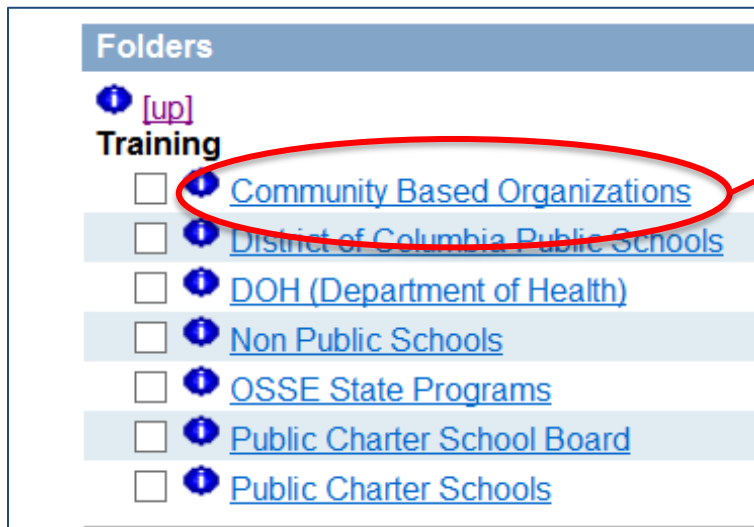 Folders
[up]
Training
Community Based Organizations
District of Columbia Public Schools
DOH (Department of Health)
Non Public Schools
OSSE State Programs
Public Charter School Board
Public Charter Schools